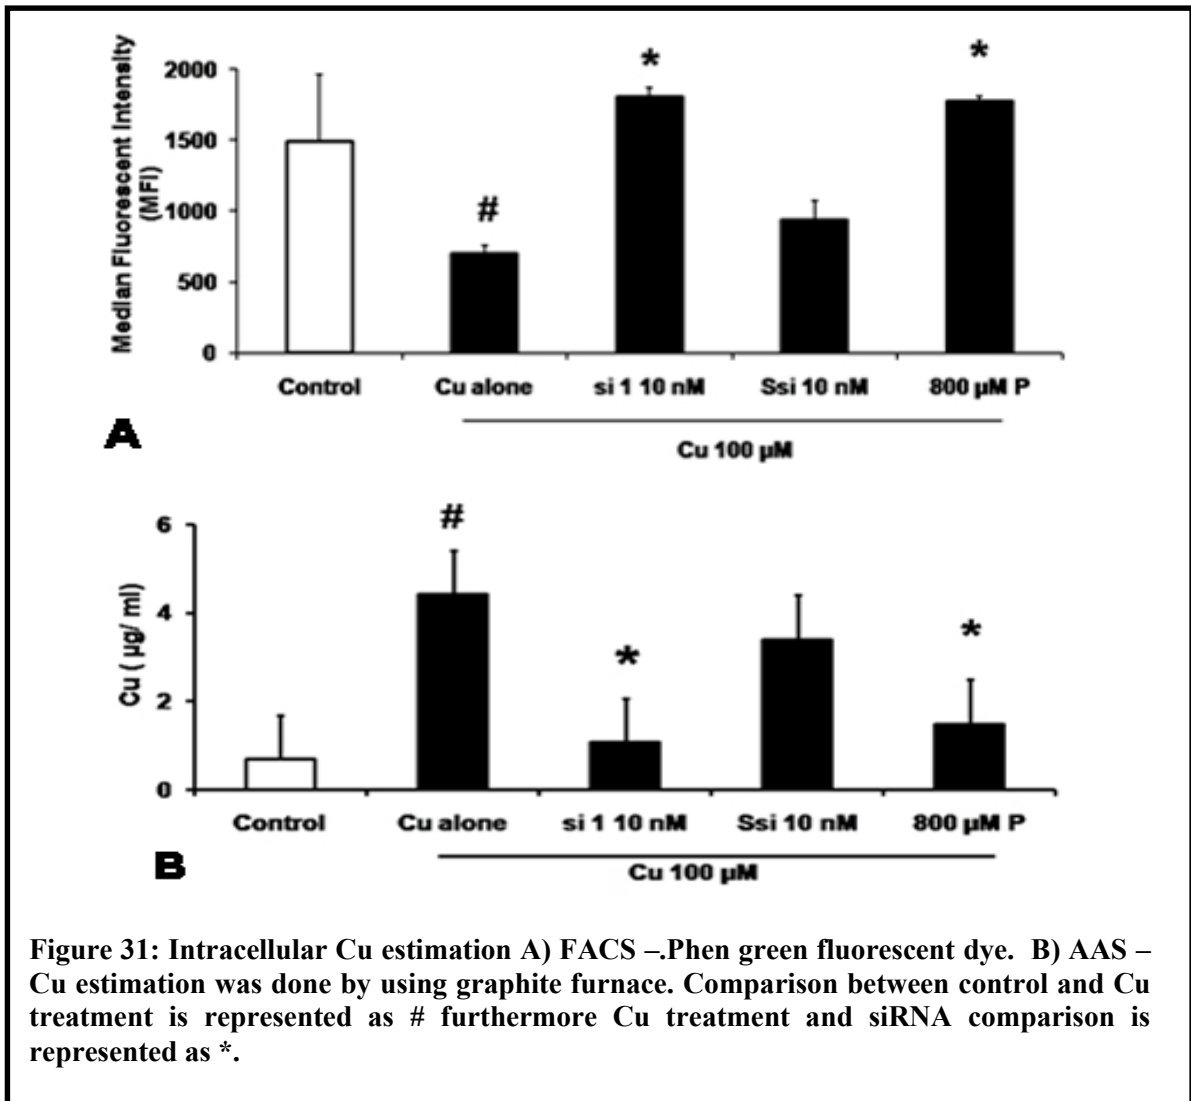 Median Fluorescent Intensity
(MFI)
2000
1500
1000
500
0
#
*
*
Control Cu alone si 1 10 nM Ssi 10 nM 800 µM P
Cu 100 µM
A
Cu ( µg/ ml)
6
4
2
0
#
*
*
Control Cu alone si 1 10 nM Ssi 10 nM 800 µM P
Cu 100 µM
B
Figure 31: Intracellular Cu estimation A) FACS –.Phen green fluorescent dye. B) AAS –
Cu estimation was done by using graphite furnace. Comparison between control and Cu
treatment is represented as # furthermore Cu treatment and siRNA comparison is
represented as *.